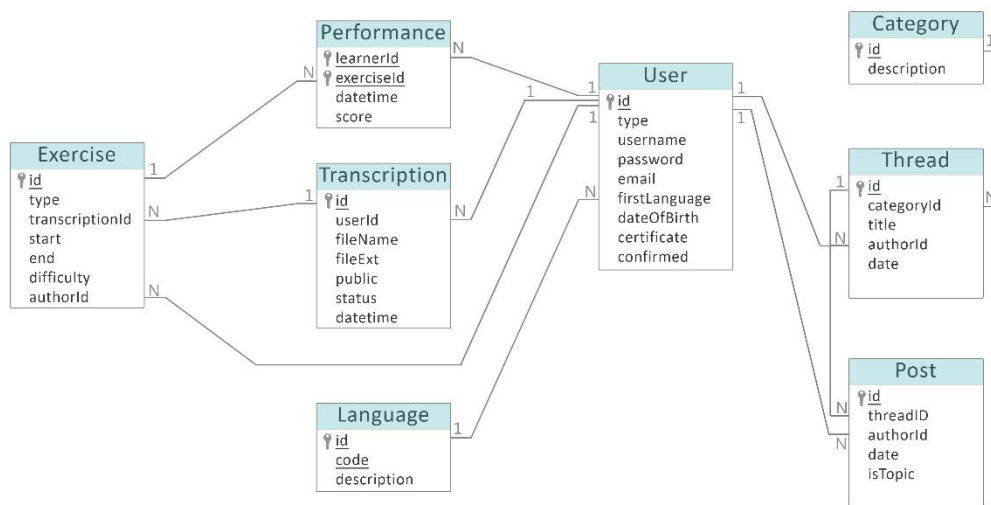 Performance
learnerId
exerciseId
datetime
score
N
N
Exercise
id
type
transcriptionId
start
end
difficulty
authorId
1
N
N
Transcription
id
userId
fileName
fileExt
public
status
datetime
1
N
Language
id
code
description
1
User
id
type
username
password
email
firstLanguage
dateOfBirth
certificate
confirmed
1
1
1
N
1
1
Category
id
description
1
Thread
id
categoryId
title
authorId
date
1
N
N
Post
id
threadID
authorId
date
isTopic
N
N